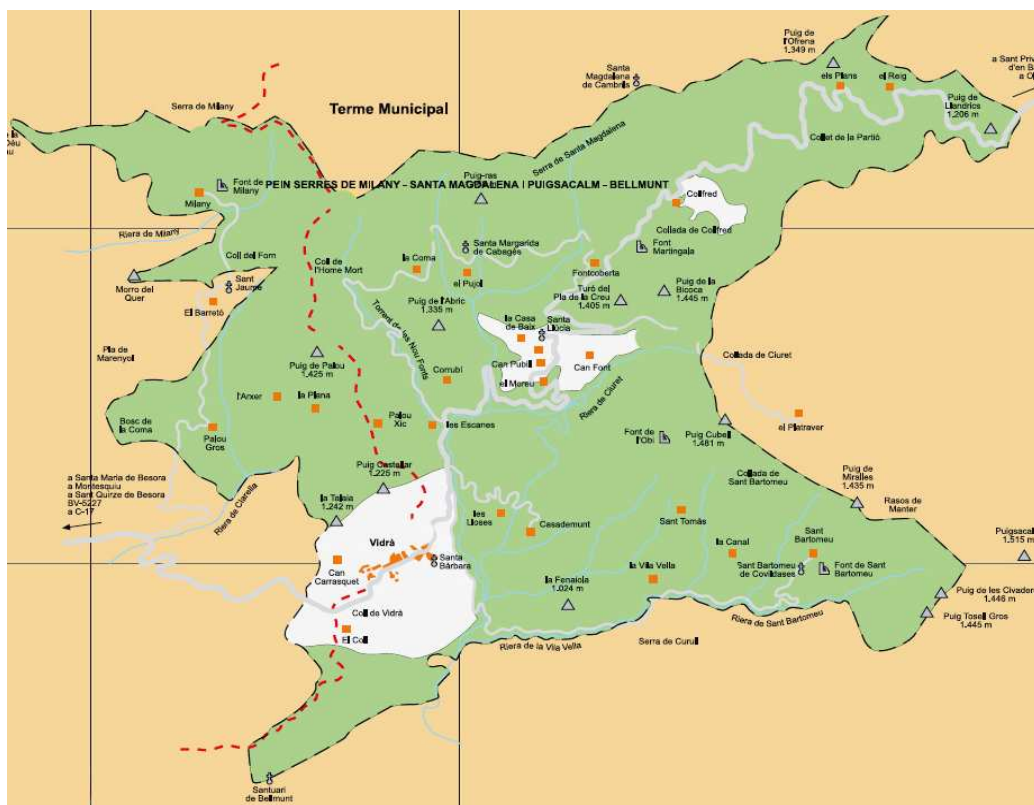 Puig de
l'Ofrena
1.349 m
a Sant Priv
d'en B
a O
Santa
Magdalena
de Cambrils
els Plans
el Reig
Puig de
Llandrics
1.206 m
Serra de Milany
Terme Municipal
Collet de la Partió
Serra de Santa Magdalena
PEIN SERRES DE MILANY - SANTA MAGDALENA I PUIGSACALM - BELLMUNT
Puig-ras
Font de
Milany
Milany
Collfred
Riera de Milany
Collada de Collfred
Coll del Forn
Coll de
l'Home Mort
la Coma
Santa Margarida
de Cabagés
el Pujol
Fontcoberta
Font
Martingala
Morro del
Quer
Sant
Jaume
El Barretó
Puig de l'Abric
1.335 m
Turó del
Pla de la Creu
1.405 m
Puig de la
Bicoca
1.445 m
Torrent de les Nou Fonts
la Casa
de Baix
Santa
Llúcia
Pla de
Marenyol
Puig de Palou
1.425 m
Can Pubill
Can Font
Collada de Ciuret
Corrubí
el Mereu
Riera de Ciuret
l'Anxer
la Plana
Bosc de
la Coma
Palou
Gros
Palou
Xic
les Escanes
Font de
l'Obi
Puig Cubell
1.481 m
el Platraver
a Santa Maria de Besora
a Montesquiu
a Sant Quirze de Besora
BV-5227
a C-17
Riera de Ciarella
Puig Castellar
1.225 m
la Talaia
1.242 m
Collada de
Sant Bartomeu
Puig de
Miralles
1.435 m
Rasos de
Manter
les
Lloses
Casademunt
Sant Tomàs
Vidrà
Can
Carrasquet
Santa
Bàrbara
la Canal
Sant
Bartomeu
Puigsacal
1.515 m
la Fenaiola
1.024 m
la Vila Vella
Sant Bartomeu
de Covildases
Font de Sant
Bartomeu
Puig de les Civader
1.446 m
Coll de Vidrà
El Coll
Riera de la Vila Vella
Serra de Curull
Riera de Sant Bartomeu
Puig Tosell Gros
1.445 m
Santuari
de Bellmunt